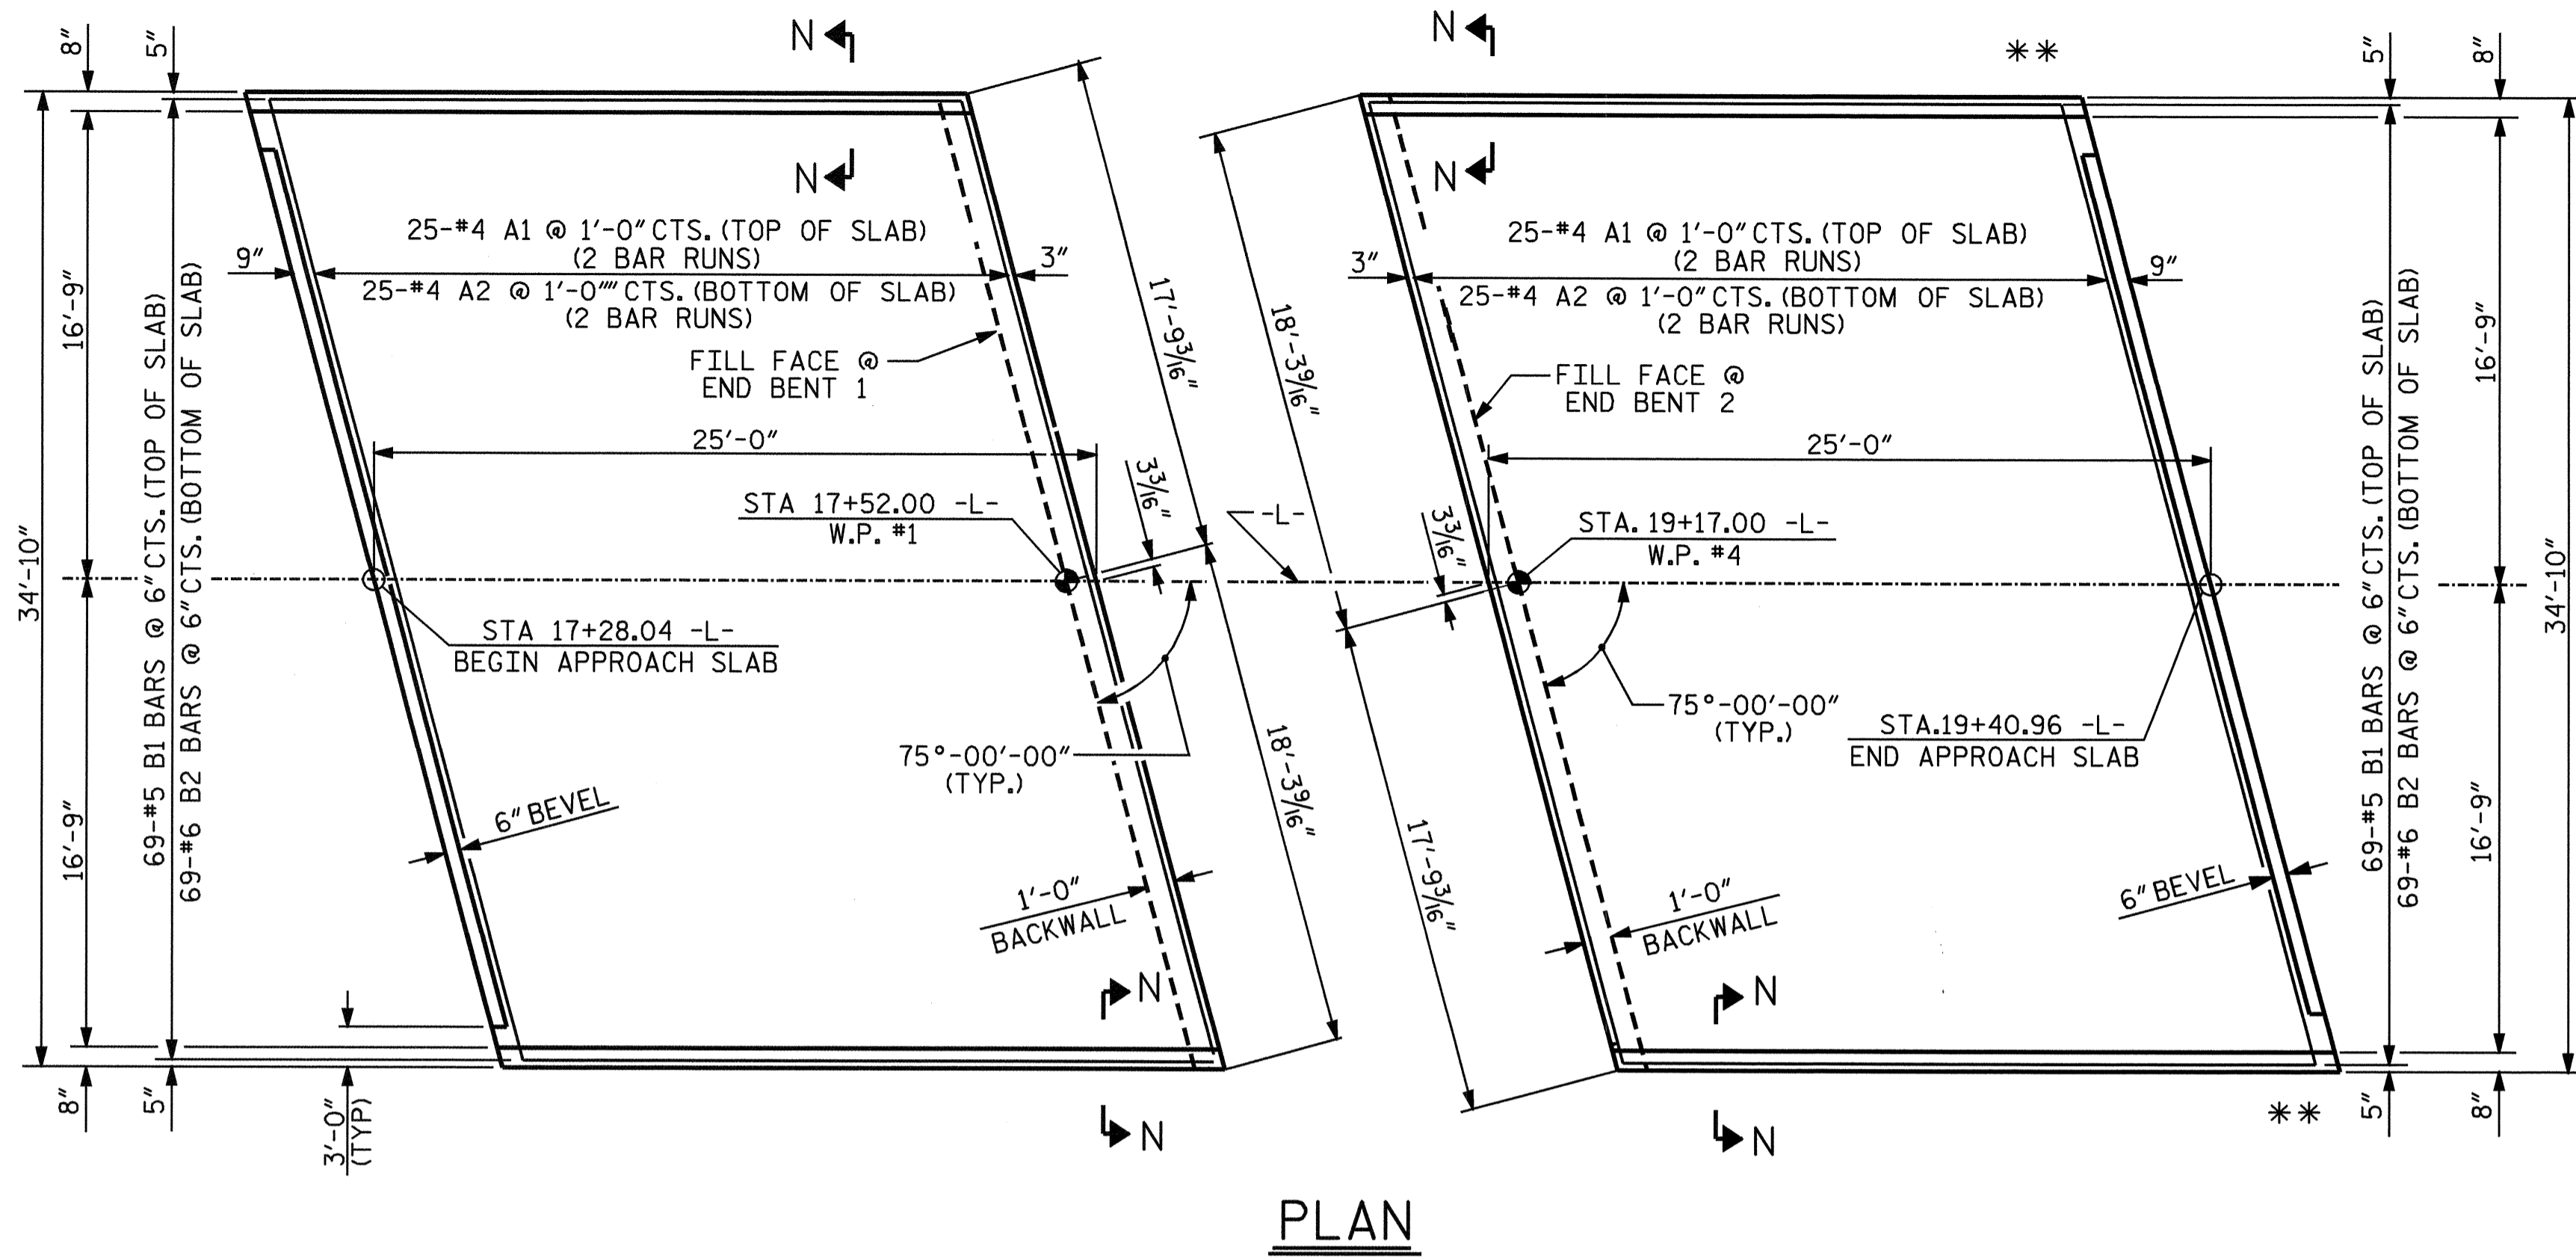 8"
5"
N
N
**
5"
8"
N
N
25-#4 A1 @ 1'-0" CTS. (TOP OF SLAB)
(2 BAR RUNS)
25-#4 A2 @ 1'-0"" CTS. (BOTTOM OF SLAB)
(2 BAR RUNS)
9"
3"
FILL FACE @
END BENT 1
25'-0"
STA 17+52.00 -L-
W.P. #1
STA 17+28.04 -L-
BEGIN APPROACH SLAB
75°-00'-00"
(TYP.)
6" BEVEL
1'-0"
BACKWALL
34'-10"
16'-9"
16'-9"
69-#5 B1 BARS @ 6" CTS. (TOP OF SLAB)
69-#6 B2 BARS @ 6" CTS. (BOTTOM OF SLAB)
8"
5"
3'-0"
(TYP)
N
N
17'-9 3/16"
3 3/16"
18'-3 9/16"
-L-
18'-3 9/16"
3 3/16"
17'-9 3/16"
25-#4 A1 @ 1'-0" CTS. (TOP OF SLAB)
(2 BAR RUNS)
25-#4 A2 @ 1'-0" CTS. (BOTTOM OF SLAB)
(2 BAR RUNS)
3"
9"
FILL FACE @
END BENT 2
25'-0"
STA. 19+17.00 -L-
W.P. #4
75°-00'-00"
(TYP.)
STA.19+40.96 -L-
END APPROACH SLAB
6" BEVEL
1'-0"
BACKWALL
N
N
69-#5 B1 BARS @ 6" CTS. (TOP OF SLAB)
69-#6 B2 BARS @ 6" CTS. (BOTTOM OF SLAB)
16'-9"
16'-9"
34'-10"
**
5"
8"
PLAN